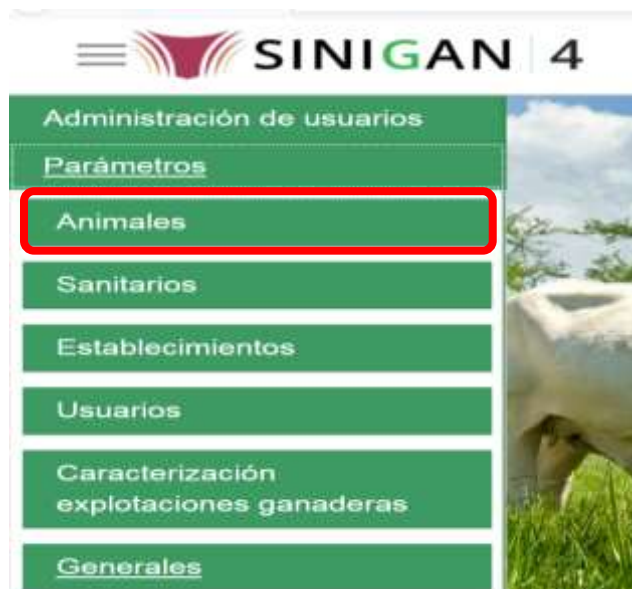 SINIGAN 4
Administración de usuarios
Parámetros
Animales
Sanitarios
Establecimientos
Usuarios
Caracterización
explotaciones ganaderas
Generales